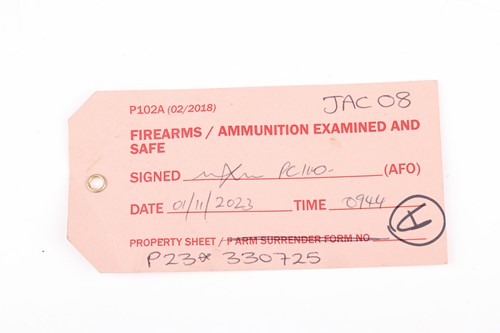 P102A (02/2018) JAC 08
FIREARMS / AMMUNITION EXAMINED AND
SAFE
SIGNED PC1110 (AFO)
DATE 01/11/2023 TIME 0944
PROPERTY SHEET / FARM SURRENDER FORM NO A
P23* 330725